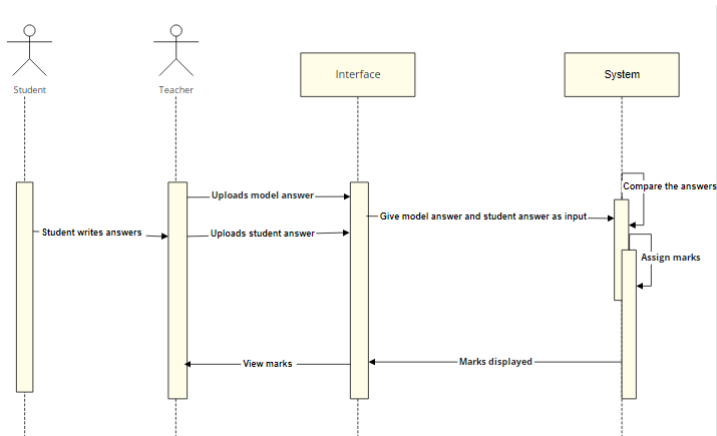 Student
Teacher
Interface
System
Compare the answers
Uploads model answer
Give model answer and student answer as input
Student writes answers
Uploads student answer
Assign marks
View marks
Marks displayed